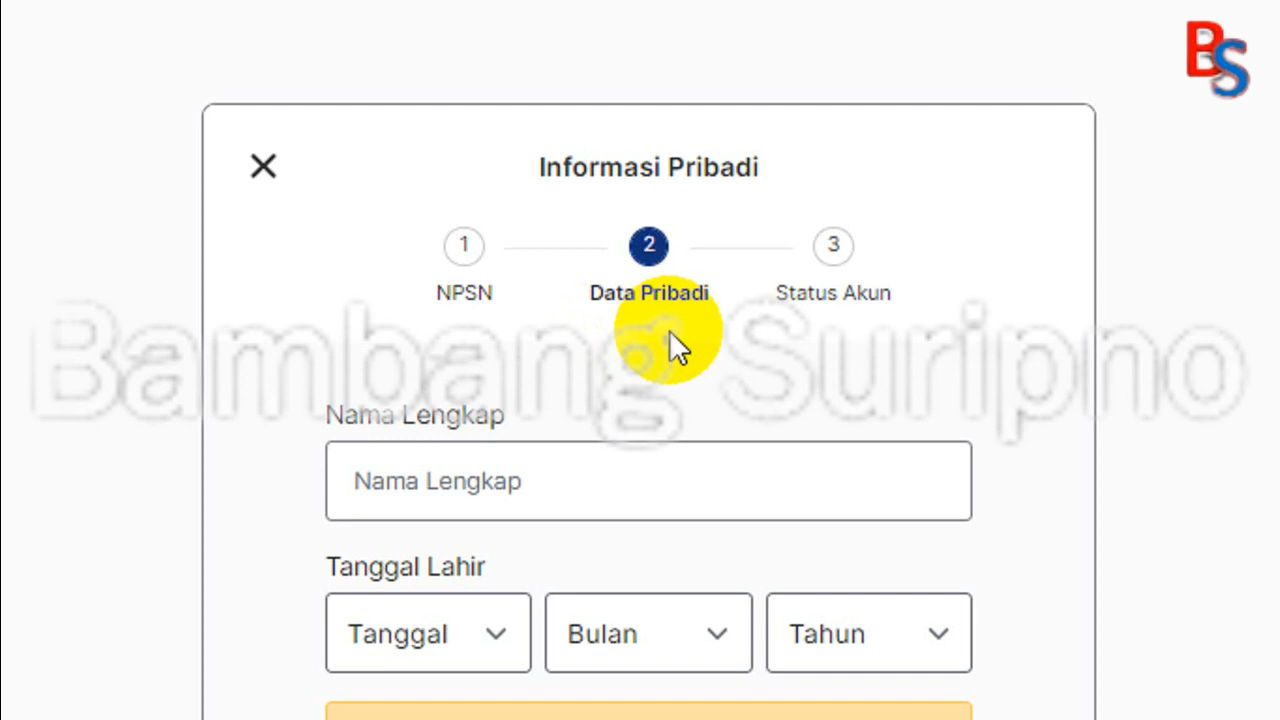 BS
Informasi Pribadi
1 2 3
NPSN Data Pribadi Status Akun
Bambang Suripno
Nama Lengkap
Nama Lengkap
Tanggal Lahir
Tanggal Bulan Tahun